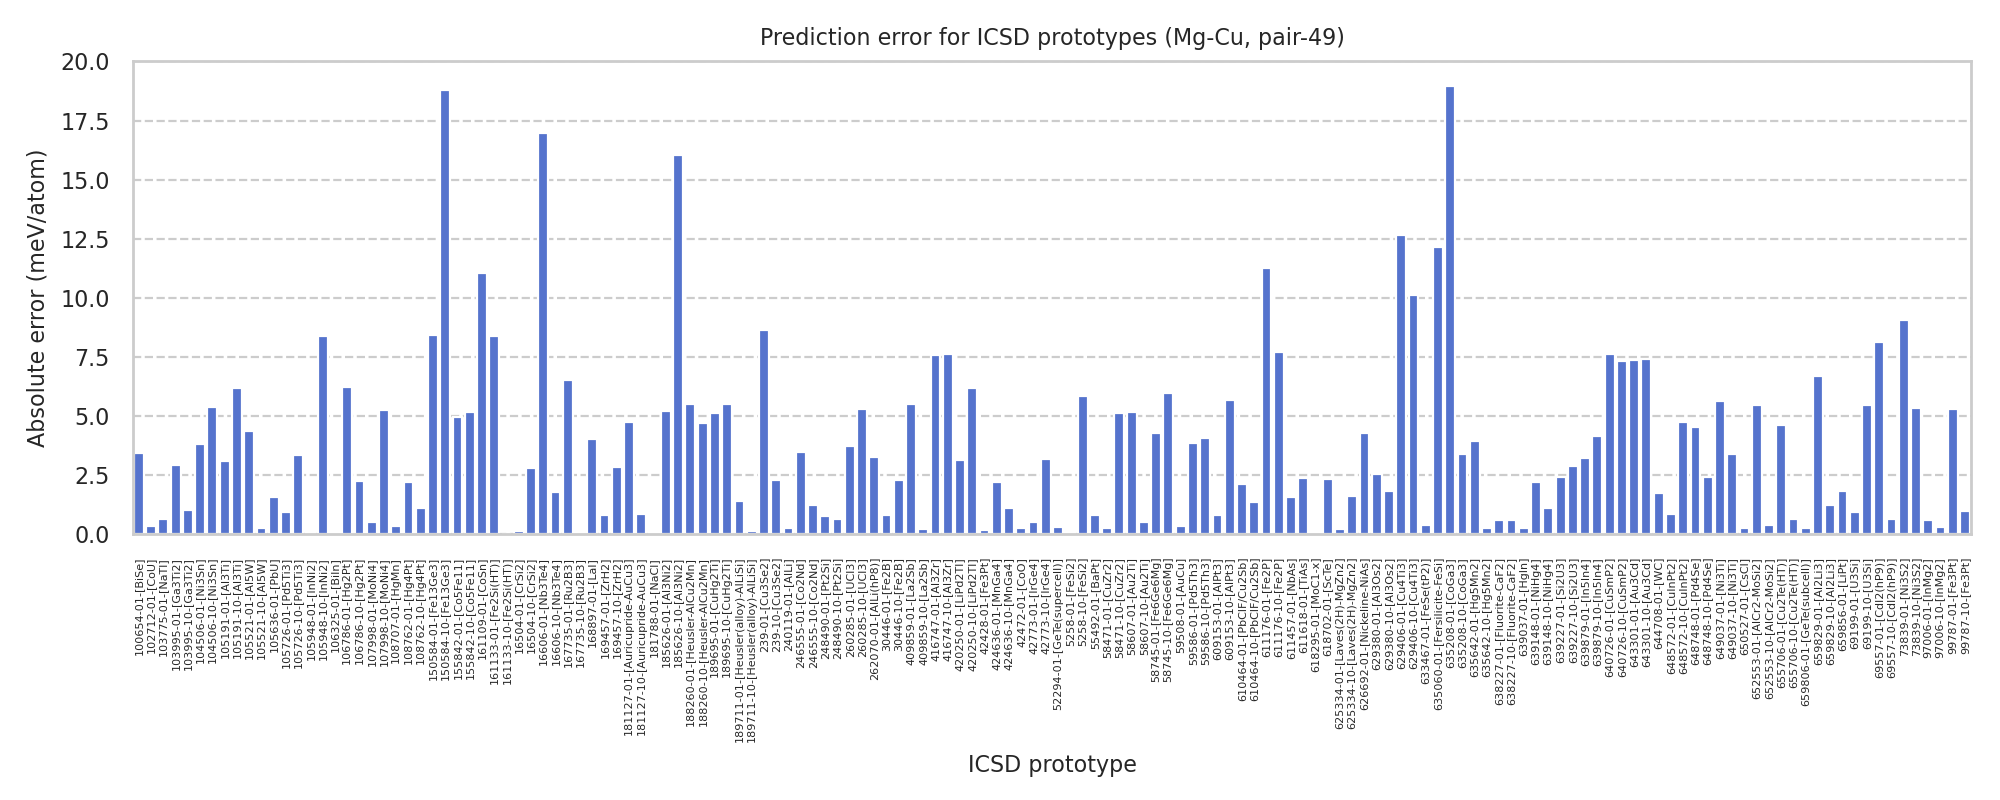 Prediction error for ICSD prototypes (Mg-Cu, pair-49)
Absolute error (meV/atom)
20.0
17.5
15.0
12.5
10.0
7.5
5.0
2.5
0.0
100654-01-[BiSe]
102712-01-[CoU]
103775-01-[NaTl]
103995-01-[Ga3Ti2]
103995-10-[Ga3Ti2]
104506-01-[Ni3Sn]
104506-10-[Ni3Sn]
105191-01-[Al3Ti]
105191-10-[Al3Ti]
105521-01-[Al5W]
105521-10-[Al5W]
105636-01-[PbU]
105726-01-[Pd5Ti3]
105726-10-[Pd5Ti3]
105948-01-[InNi2]
105948-10-[InNi2]
106325-01-[BiIn]
106786-01-[Hg2Pt]
106786-10-[Hg2Pt]
107998-01-[MoNi4]
107998-10-[MoNi4]
108707-01-[HgMn]
108762-01-[Hg4Pt]
108762-10-[Hg4Pt]
150584-01-[Fe13Ge3]
150584-10-[Fe13Ge3]
155842-01-[Co5Fe11]
155842-10-[Co5Fe11]
161109-01-[CoSn]
161133-01-[Fe2Si(HT)]
161133-10-[Fe2Si(HT)]
16504-01-[CrSi2]
16504-10-[CrSi2]
16606-01-[Nb3Te4]
16606-10-[Nb3Te4]
167735-01-[Ru2B3]
167735-10-[Ru2B3]
168897-01-[LaI]
169457-01-[ZrH2]
169457-10-[ZrH2]
181127-01-[Auricupride-AuCu3]
181127-10-[Auricupride-AuCu3]
181788-01-[NaCl]
185626-01-[Al3Ni2]
185626-10-[Al3Ni2]
188260-01-[Heusler-AlCu2Mn]
188260-10-[Heusler-AlCu2Mn]
189695-01-[CuHg2Ti]
189695-10-[CuHg2Ti]
189711-01-[Heusler(alloy)-AlLiSi]
189711-10-[Heusler(alloy)-AlLiSi]
239-01-[Cu3Se2]
239-10-[Cu3Se2]
240119-01-[AlLi]
246555-01-[Co2Nd]
246555-10-[Co2Nd]
248490-01-[Pt2Si]
248490-10-[Pt2Si]
260285-01-[UCl3]
260285-10-[UCl3]
262070-01-[AlLi(hP8)]
30446-01-[Fe2B]
30446-10-[Fe2B]
409859-01-[La2Sb]
409859-10-[La2Sb]
416747-01-[Al3Zr]
416747-10-[Al3Zr]
420250-01-[LiPd2Tl]
420250-10-[LiPd2Tl]
42428-01-[Fe3Pt]
424636-01-[MnGa4]
424636-10-[MnGa4]
42472-01-[CoO]
42773-01-[IrGe4]
42773-10-[IrGe4]
52294-01-[GeTe(supercell)]
5258-01-[FeSi2]
5258-10-[FeSi2]
55492-01-[BaPt]
58471-01-[CuZr2]
58471-10-[CuZr2]
58607-01-[Au2Ti]
58607-10-[Au2Ti]
58745-01-[Fe6Ge6Mg]
58745-10-[Fe6Ge6Mg]
59508-01-[AuCu]
59586-01-[Pd5Th3]
59586-10-[Pd5Th3]
609153-01-[AlPt3]
609153-10-[AlPt3]
610464-01-[PbClF/Cu2Sb]
610464-10-[PbClF/Cu2Sb]
611176-01-[Fe2P]
611176-10-[Fe2P]
611457-01-[NbAs]
611618-01-[TiAs]
618295-01-[MoC1-x]
618702-01-[ScTe]
625334-01-[Laves(2H)-MgZn2]
625334-10-[Laves(2H)-MgZn2]
626692-01-[Nickeline-NiAs]
629380-01-[Al3Os2]
629380-10-[Al3Os2]
629406-01-[Cu4Ti3]
629406-10-[Cu4Ti3]
633467-01-[FeSe(tP2)]
635060-01-[Fersilicite-FeSi]
635208-01-[CoGa3]
635208-10-[CoGa3]
635642-01-[Hg5Mn2]
635642-10-[Hg5Mn2]
638227-01-[Fluorite-CaF2]
638227-10-[Fluorite-CaF2]
639037-01-[HgIn]
639148-01-[NiHg4]
639148-10-[NiHg4]
639227-01-[Si2U3]
639227-10-[Si2U3]
639879-01-[InSIn4]
639879-10-[InSIn4]
640726-01-[CuSmP2]
640726-10-[CuSmP2]
643301-01-[Au3Cd]
643301-10-[Au3Cd]
644708-01-[WC]
648572-01-[CuInPt2]
648572-10-[CuInPt2]
648748-01-[Pd4Se]
648748-10-[Pd4Se]
649037-01-[Ni3Ti]
649037-10-[Ni3Ti]
650527-01-[CsCl]
652553-01-[AlCr2-MoSi2]
652553-10-[AlCr2-MoSi2]
655706-01-[Cu2Te(HT)]
655706-10-[Cu2Te(HT)]
659806-01-[GeTe(supercell)]
659829-01-[Al2Li3]
659829-10-[Al2Li3]
659856-01-[LiPt]
69199-01-[U3Si]
69199-10-[U3Si]
69557-01-[CdI2(hP9)]
69557-10-[CdI2(hP9)]
73839-01-[Ni3S2]
73839-10-[Ni3S2]
97006-01-[InMg2]
97006-10-[InMg2]
99787-01-[Fe3Pt]
99787-10-[Fe3Pt]
ICSD prototype